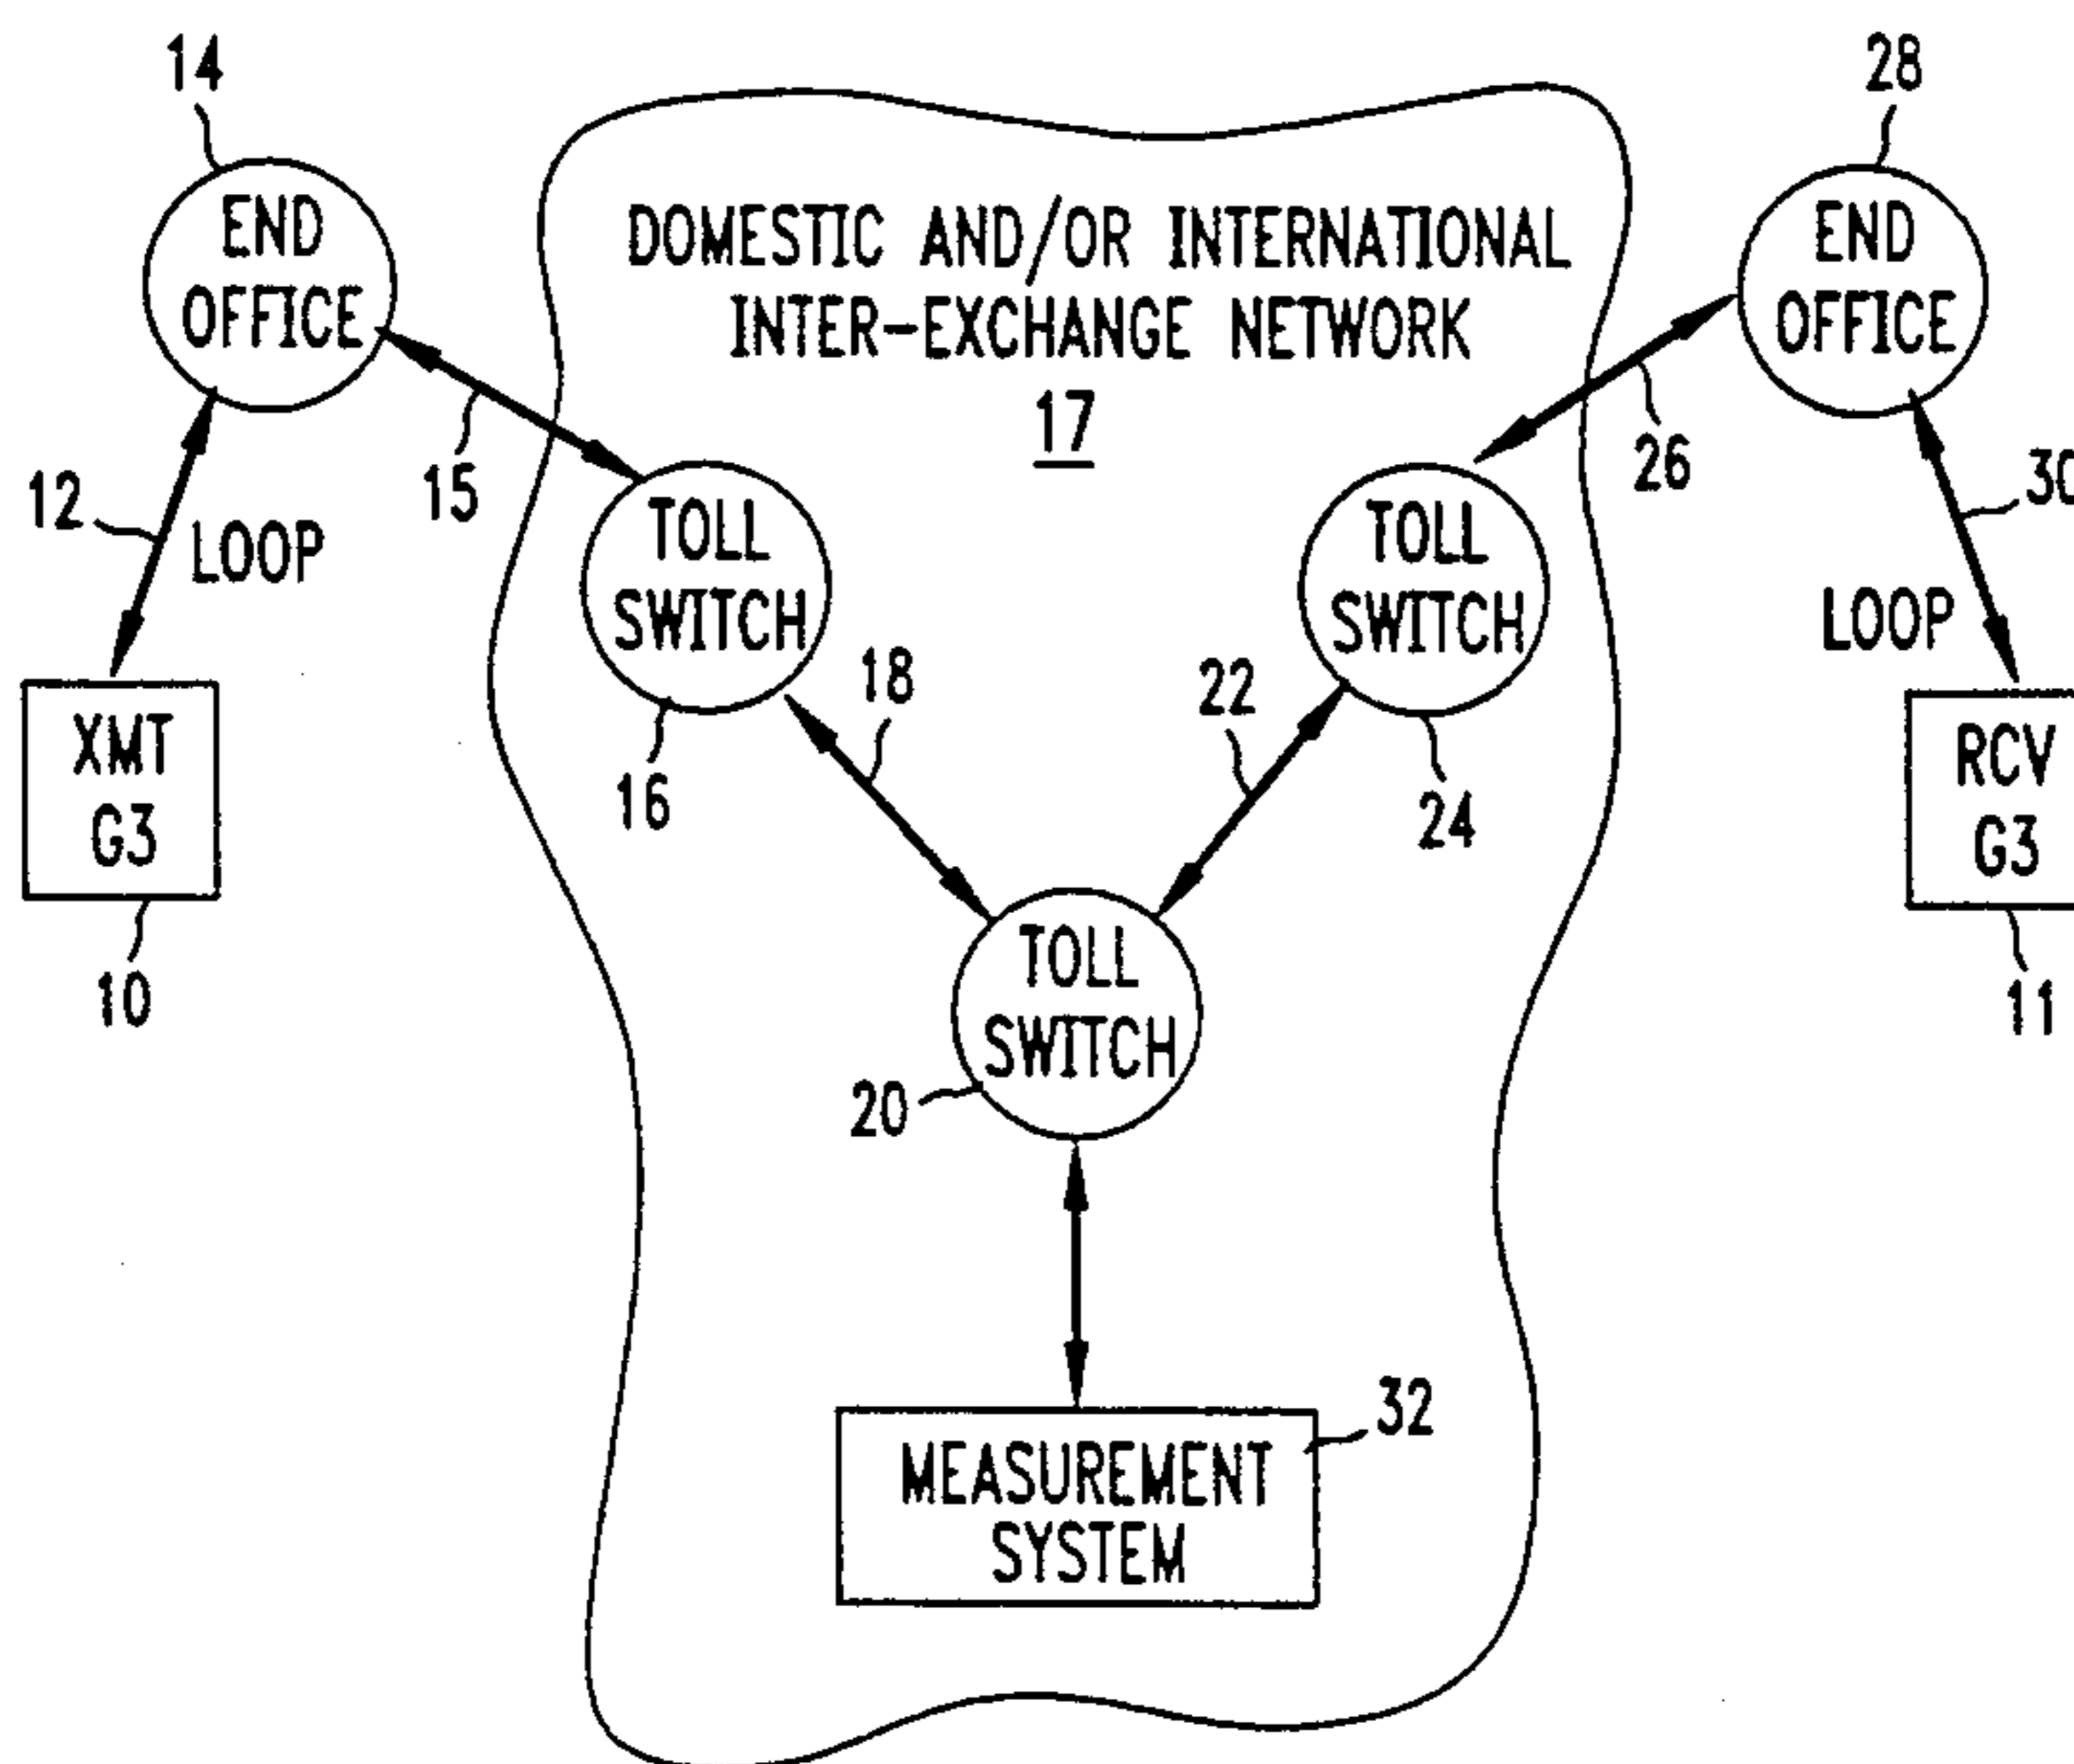 14
28
END
OFFICE
END
OFFICE
DOMESTIC AND/OR INTERNATIONAL
INTER-EXCHANGE NETWORK
17
15
26
12
LOOP
30
LOOP
TOLL
SWITCH
TOLL
SWITCH
18
22
16
24
XMT
G3
RCV
G3
10
11
TOLL
SWITCH
20
32
MEASUREMENT
SYSTEM